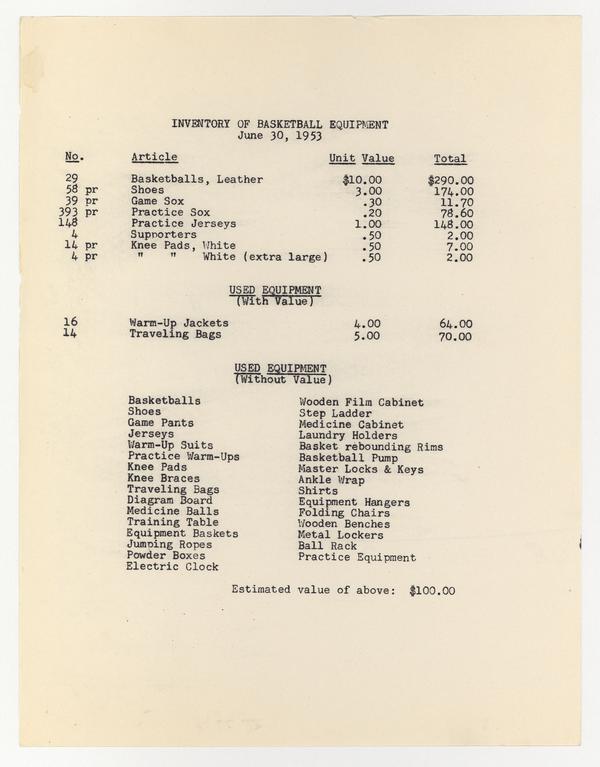 INVENTORY OF BASKETBALL EQUIPMENT
June 30, 1953
No. Article Unit Value Total
29 Basketballs, Leather $10.00 $290.00
58 pr Shoes 3.00 174.00
39 pr Game Sox .30 11.70
393 pr Practice Sox .20 78.60
148 Practice Jerseys 1.00 148.00
4 Supporters .50 2.00
14 pr Knee Pads, White .50 7.00
4 pr " " White (extra large) .50 2.00
USED EQUIPMENT
(With Value)
16 Warm-Up Jackets 4.00 64.00
14 Traveling Bags 5.00 70.00
USED EQUIPMENT
(Without Value)
Basketballs
Shoes
Game Pants
Jerseys
Warm-Up Suits
Practice Warm-Ups
Knee Pads
Knee Braces
Traveling Bags
Diagram Board
Medicine Balls
Training Table
Equipment Baskets
Jumping Ropes
Powder Boxes
Electric Clock
Wooden Film Cabinet
Step Ladder
Medicine Cabinet
Laundry Holders
Basket rebounding Rims
Basketball Pump
Master Locks & Keys
Ankle Wrap
Shirts
Equipment Hangers
Folding Chairs
Wooden Benches
Metal Lockers
Ball Rack
Practice Equipment
Estimated value of above: $100.00